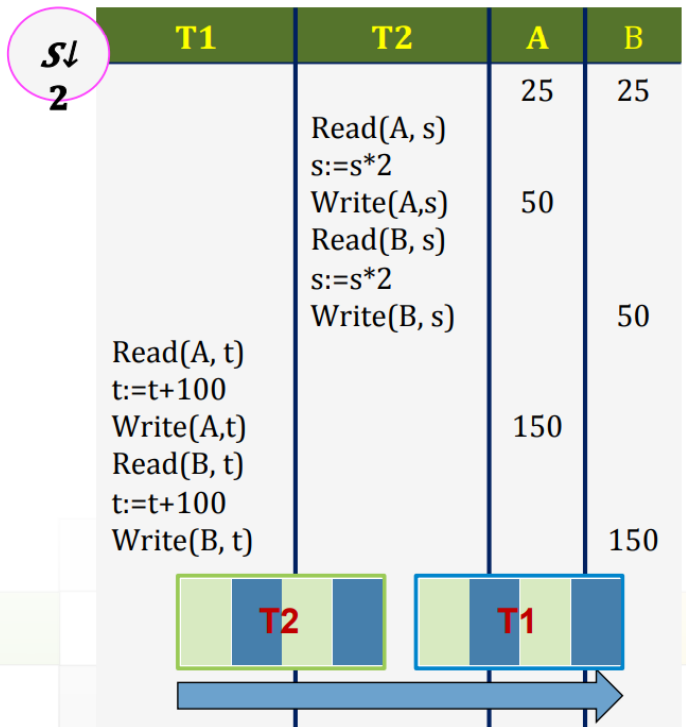 S↓
2
T1 T2 A B
25 25
Read(A, s)
s:=s*2
Write(A,s) 50
Read(B, s)
s:=s*2
Write(B, s) 50
Read(A, t)
t:=t+100
Write(A,t) 150
Read(B, t)
t:=t+100
Write(B, t) 150
T2 T1